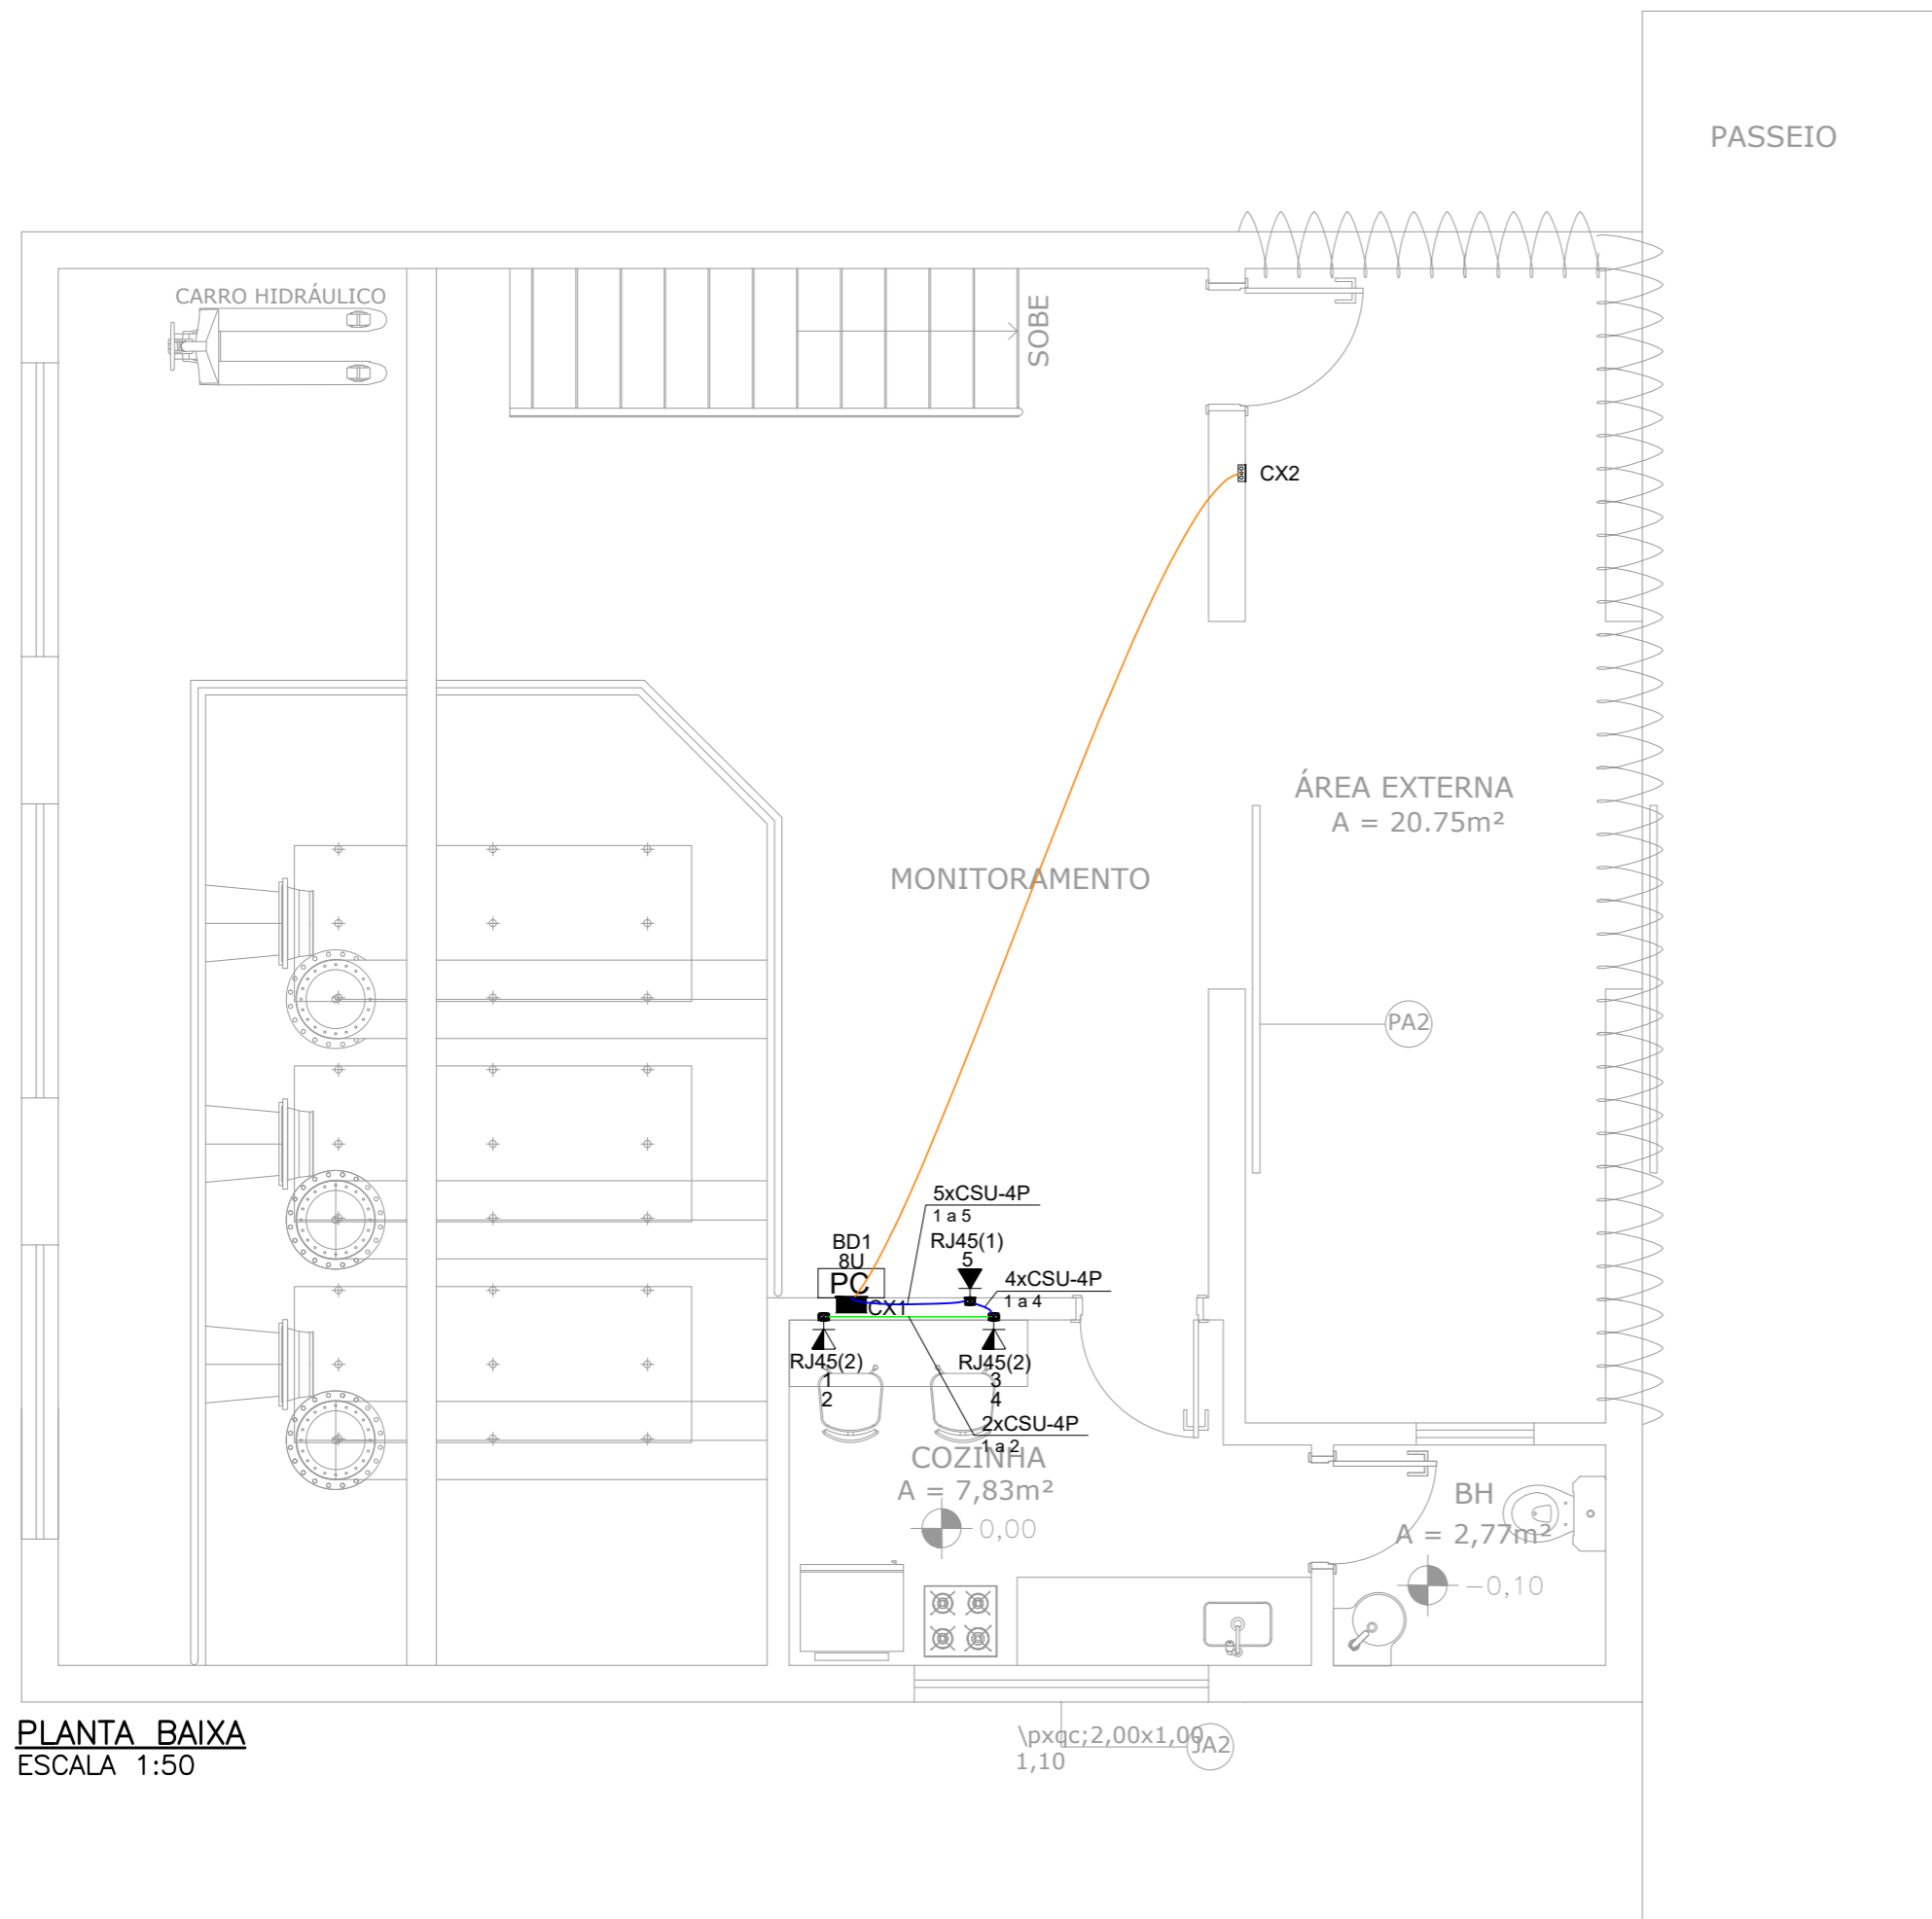 PASSEIO
CARRO HIDRÁULICO
SOBE
CX2
ÁREA EXTERNA
A = 20.75m²
MONITORAMENTO
PA2
5xCSU-4P
1 a 5
BD1
8U
PC
CX1
RJ45(1)
5
4xCSU-4P
1 a 4
RJ45(2)
1
2
RJ45(2)
3
4
2xCSU-4P
1 a 2
COZINHA
A = 7,83m²
0,00
BH
A = 2,77m²
-0,10
PLANTA BAIXA
ESCALA 1:50
\pxqc;2,00x1,00
1,10
JA2